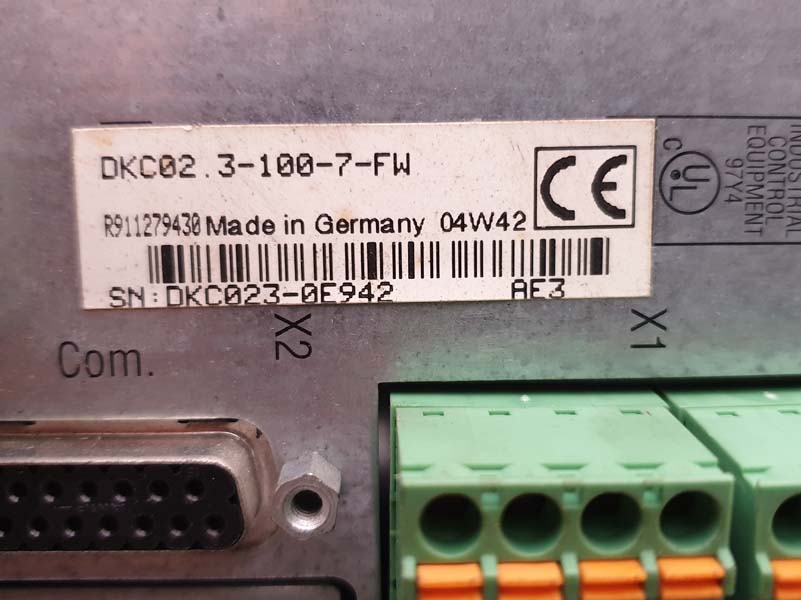 DKC02.3-100-7-FW
CE
R911279430 Made in Germany 04W42
SN:DKC023-0E942 AE3
C UL
INDUSTRIAL
CONTROL
EQUIPMENT
97Y4
X2
X1
Com.